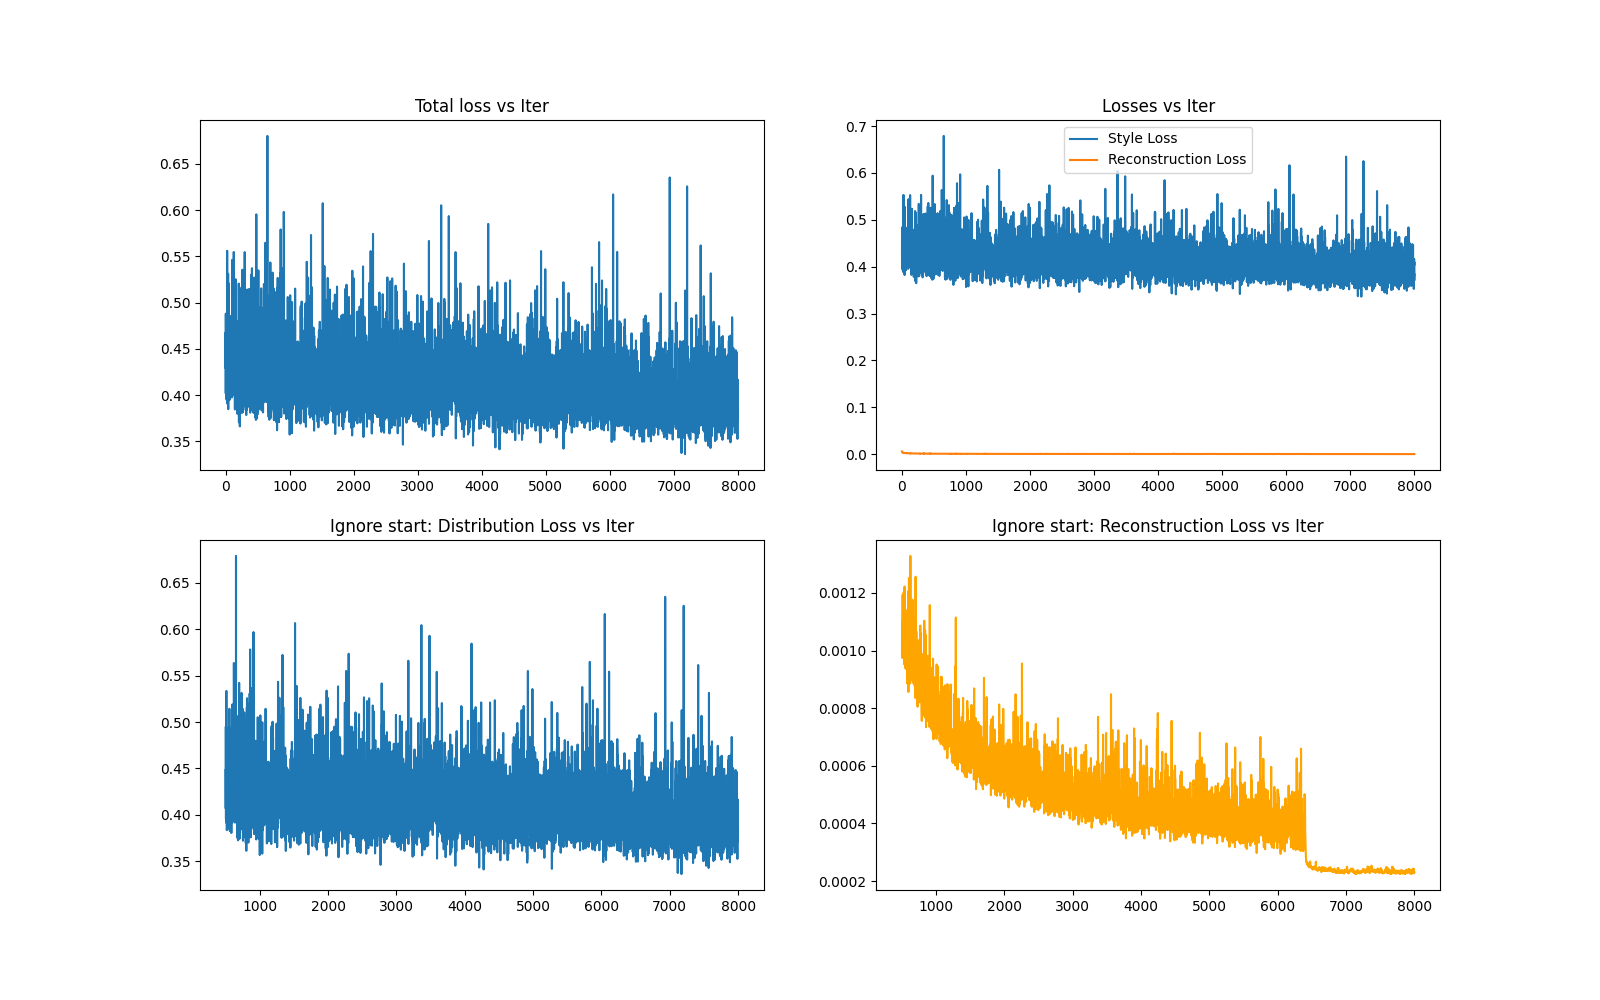 Total loss vs Iter
0.65
0.60
0.55
0.50
0.45
0.40
0.35
0 1000 2000 3000 4000 5000 6000 7000 8000
Losses vs Iter
Style Loss
Reconstruction Loss
0.7
0.6
0.5
0.4
0.3
0.2
0.1
0.0
0 1000 2000 3000 4000 5000 6000 7000 8000
Ignore start: Distribution Loss vs Iter
0.65
0.60
0.55
0.50
0.45
0.40
0.35
1000 2000 3000 4000 5000 6000 7000 8000
Ignore start: Reconstruction Loss vs Iter
0.0012
0.0010
0.0008
0.0006
0.0004
0.0002
1000 2000 3000 4000 5000 6000 7000 8000